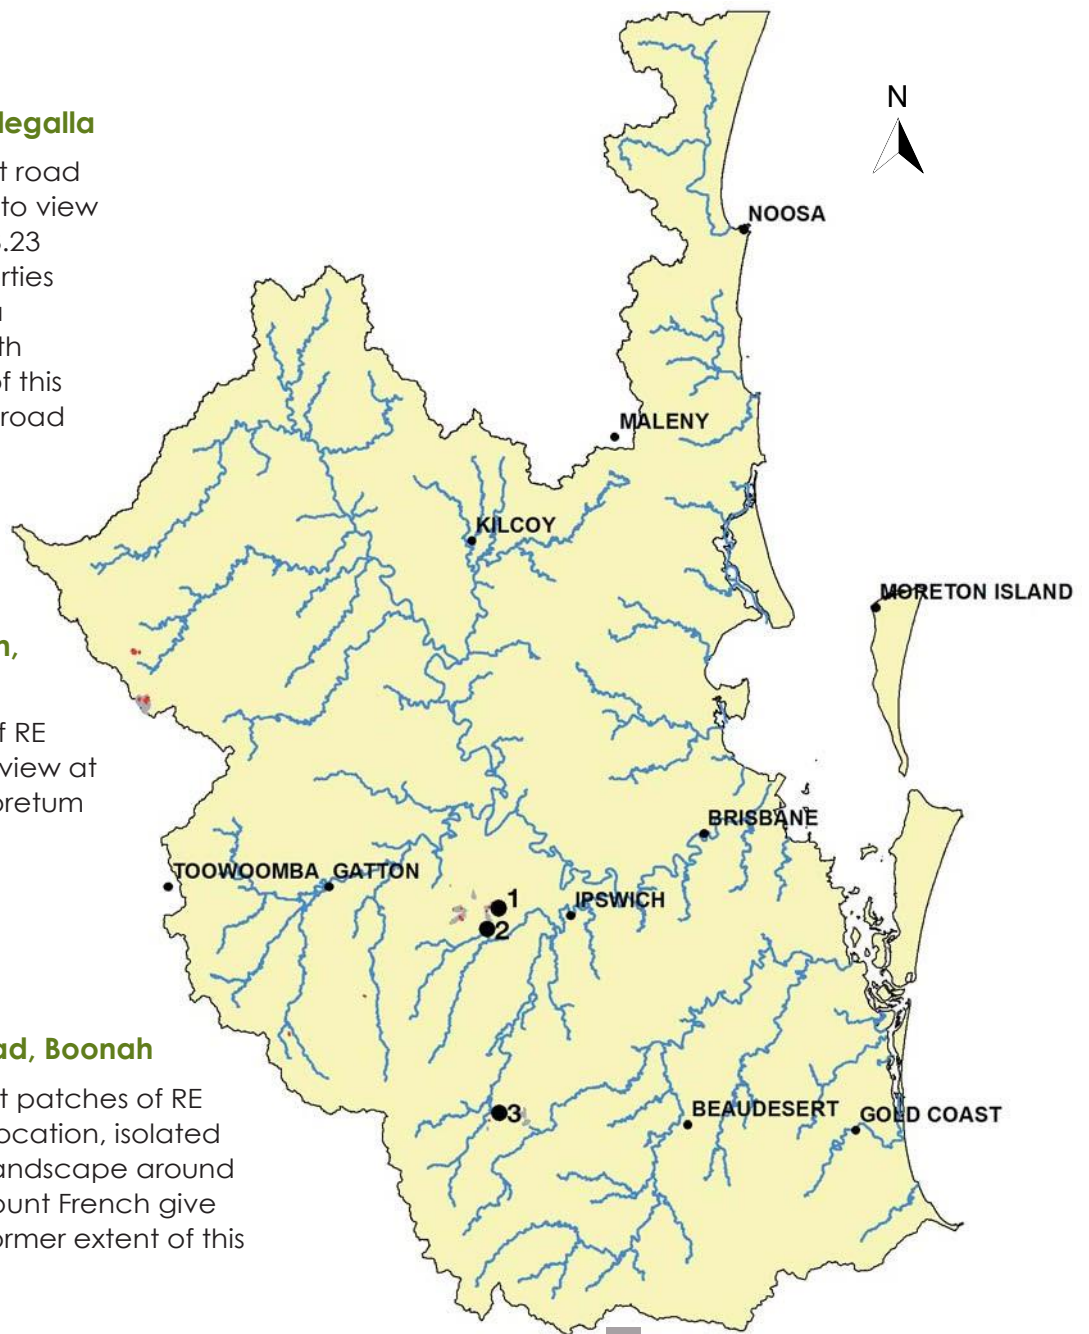 legalla
t road
to view
.23
rties
th
of this
road
n,
f RE
view at
oretum
ad, Boonah
t patches of RE
ocation, isolated
andscape around
ount French give
ormer extent of this
N
NOOSA
MALENY
KILCOY
MORETON ISLAND
BRISBANE
TOOWOOMBA
GATTON
1
IPSWICH
2
3
BEAUDESERT
GOLD COAST